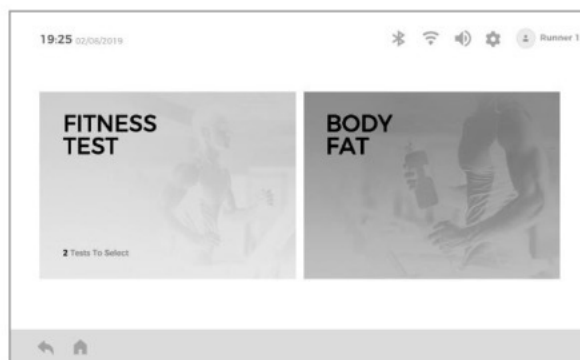 19:25 02/08/2019
Runner 1
FITNESS
TEST
2 Tests To Select
BODY
FAT